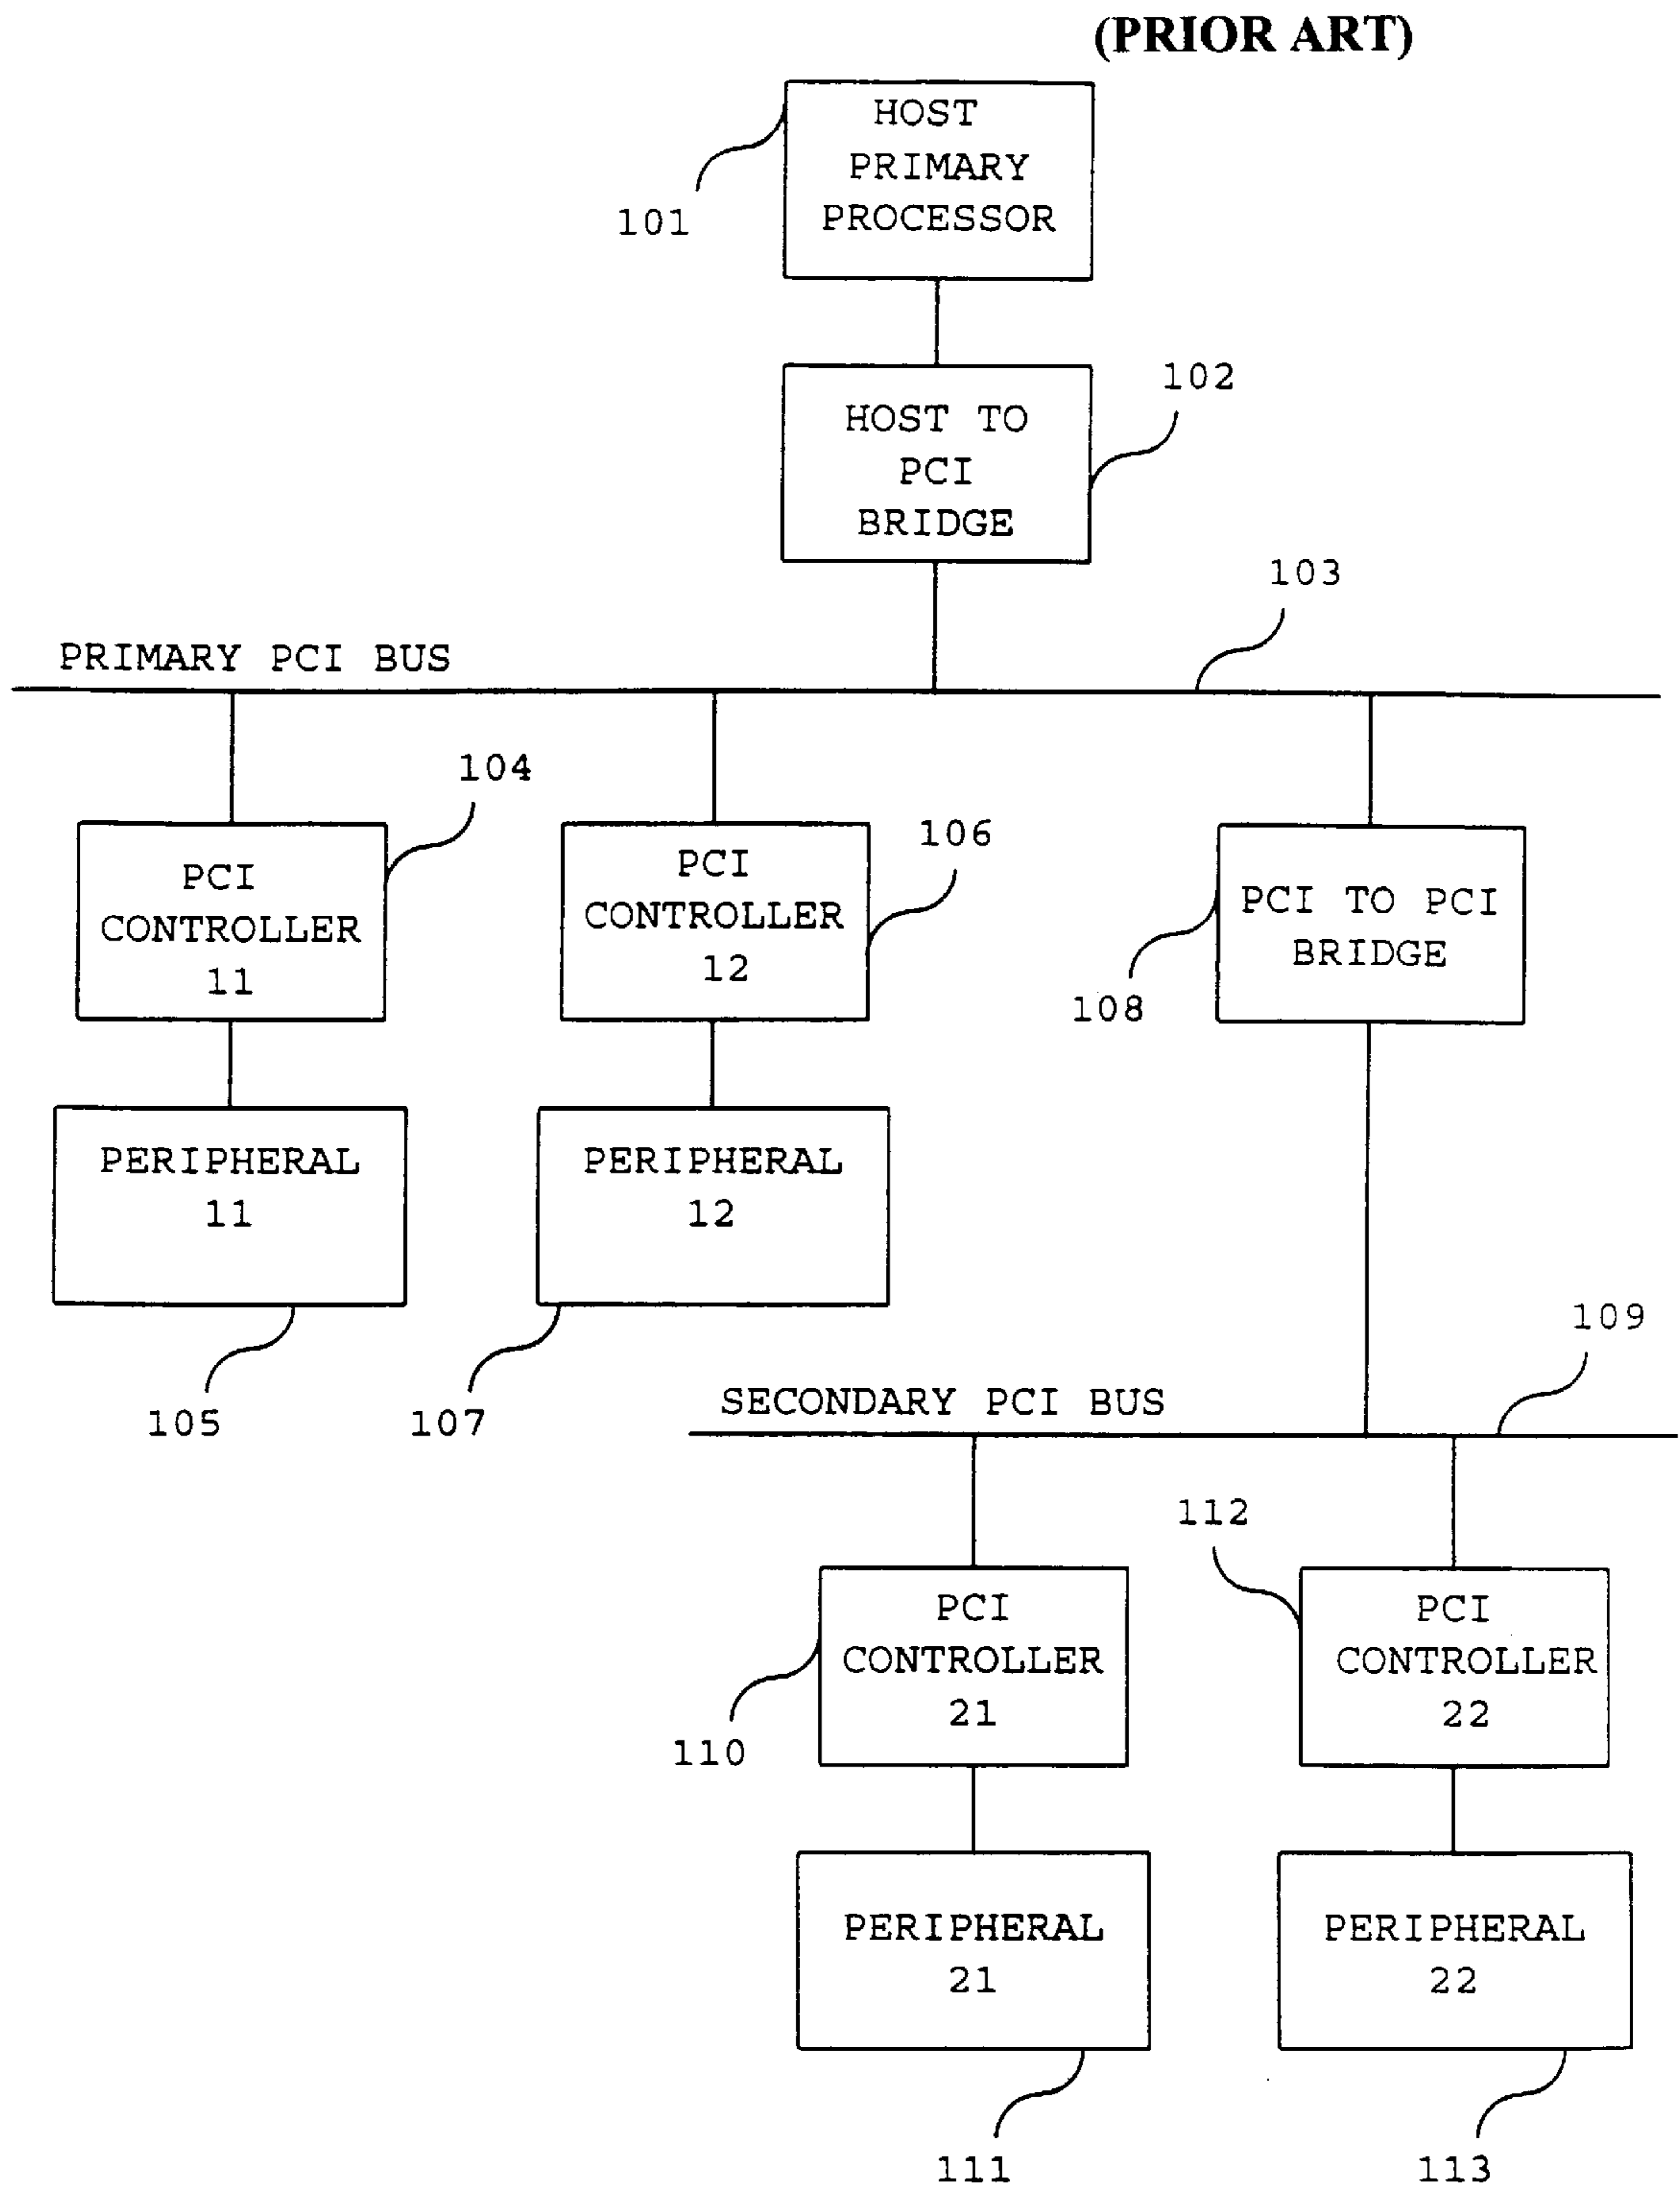 (PRIOR ART)
HOST
PRIMARY
PROCESSOR
101
102
HOST TO
PCI
BRIDGE
103
PRIMARY PCI BUS
104
106
PCI
CONTROLLER
11
PCI
CONTROLLER
12
PCI TO PCI
BRIDGE
108
PERIPHERAL
11
PERIPHERAL
12
105
107
109
SECONDARY PCI BUS
112
PCI
CONTROLLER
21
PCI
CONTROLLER
22
110
PERIPHERAL
21
PERIPHERAL
22
111
113